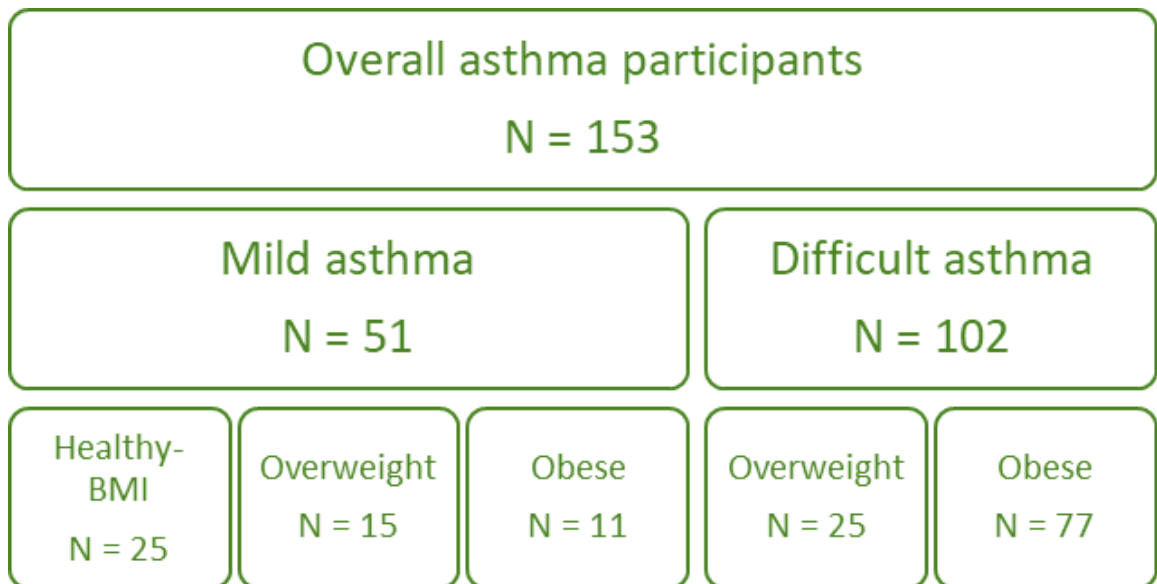 Overall asthma participants
N = 153
Mild asthma
N = 51
Difficult asthma
N = 102
Healthy-
BMI
N = 25
Overweight
N = 15
Obese
N = 11
Overweight
N = 25
Obese
N = 77